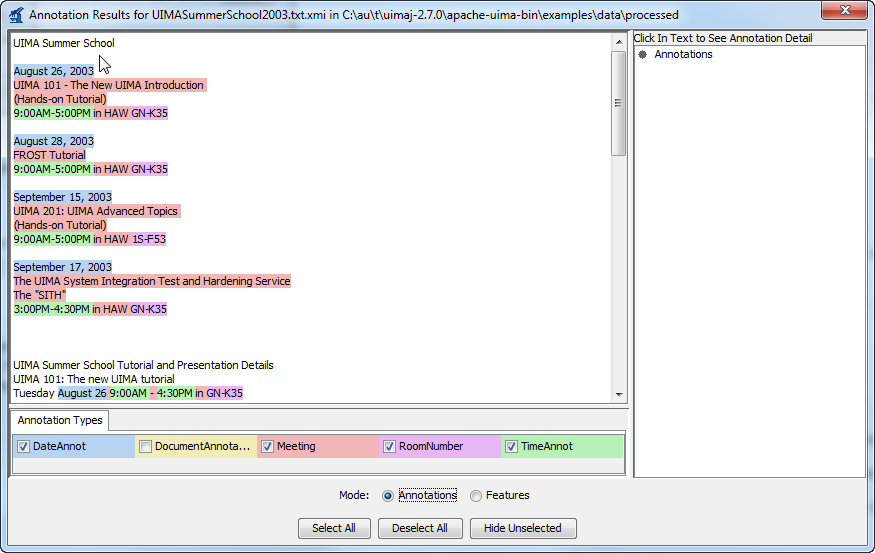 Annotation Results for UIMASummerSchool2003.txt.xmi in C:\au\t\uimaj-2.7.0\apache-uima-bin\examples\data\processed
UIMA Summer School
August 26, 2003
UIMA 101 - The New UIMA Introduction
(Hands-on Tutorial)
9:00AM-5:00PM in HAW GN-K35
August 28, 2003
FROST Tutorial
9:00AM-5:00PM in HAW GN-K35
September 15, 2003
UIMA 201: UIMA Advanced Topics
(Hands-on Tutorial)
9:00AM-5:00PM in HAW 1S-F53
September 17, 2003
The UIMA System Integration Test and Hardening Service
The "SITH"
3:00PM-4:30PM in HAW GN-K35
UIMA Summer School Tutorial and Presentation Details
UIMA 101: The new UIMA tutorial
Tuesday August 26 9:00AM - 4:30PM in GN-K35
Click In Text to See Annotation Detail
Annotations
Annotation Types
DateAnnot DocumentAnnota... Meeting RoomNumber TimeAnnot
Mode: Annotations Features
Select All Deselect All Hide Unselected